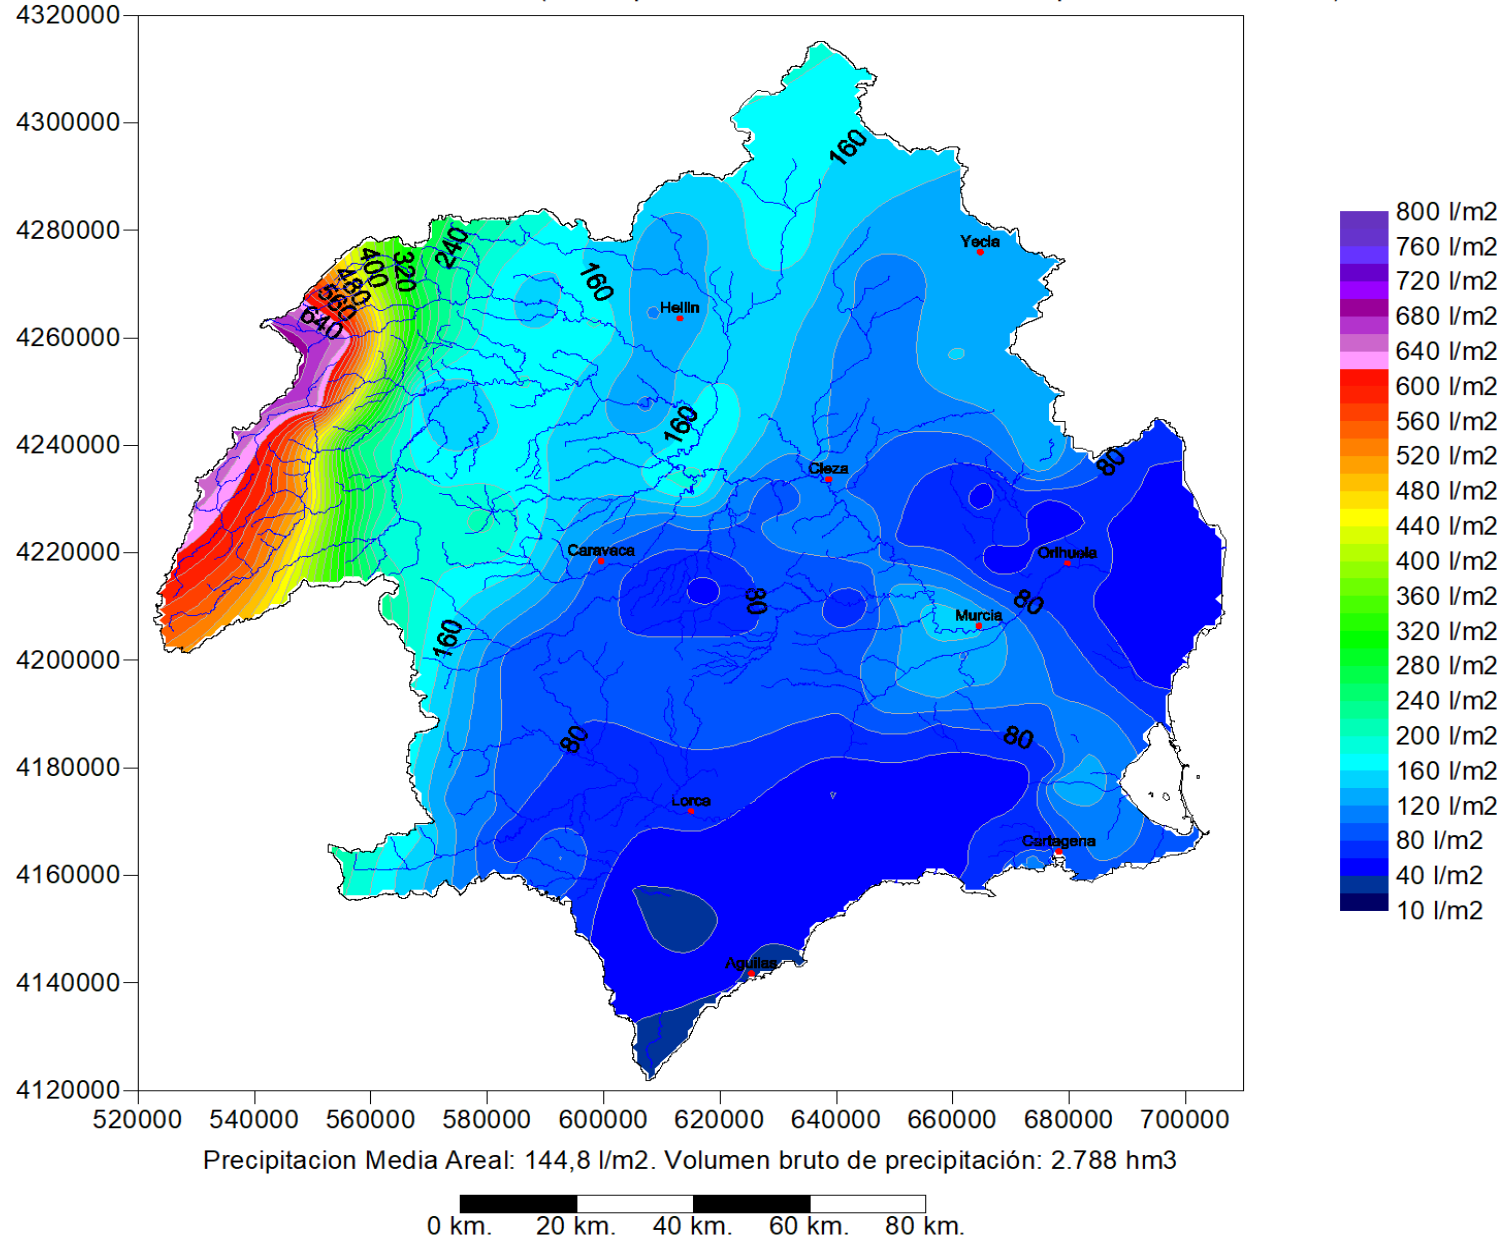 4320000
4300000
4280000
4260000
4240000
4220000
4200000
4180000
4160000
4140000
4120000
520000
540000
560000
580000
600000
620000
640000
660000
680000
700000
160
240
320
400
480
560
640
160
160
160
80
80
80
80
80
Yecla
Hellin
Cieza
Caravaca
Orihuela
Murcia
Lorca
Cartagena
Aguilas
800 l/m2
760 l/m2
720 l/m2
680 l/m2
640 l/m2
600 l/m2
560 l/m2
520 l/m2
480 l/m2
440 l/m2
400 l/m2
360 l/m2
320 l/m2
280 l/m2
240 l/m2
200 l/m2
160 l/m2
120 l/m2
80 l/m2
40 l/m2
10 l/m2
Precipitacion Media Areal: 144,8 l/m2. Volumen bruto de precipitación: 2.788 hm3
0 km.
20 km.
40 km.
60 km.
80 km.